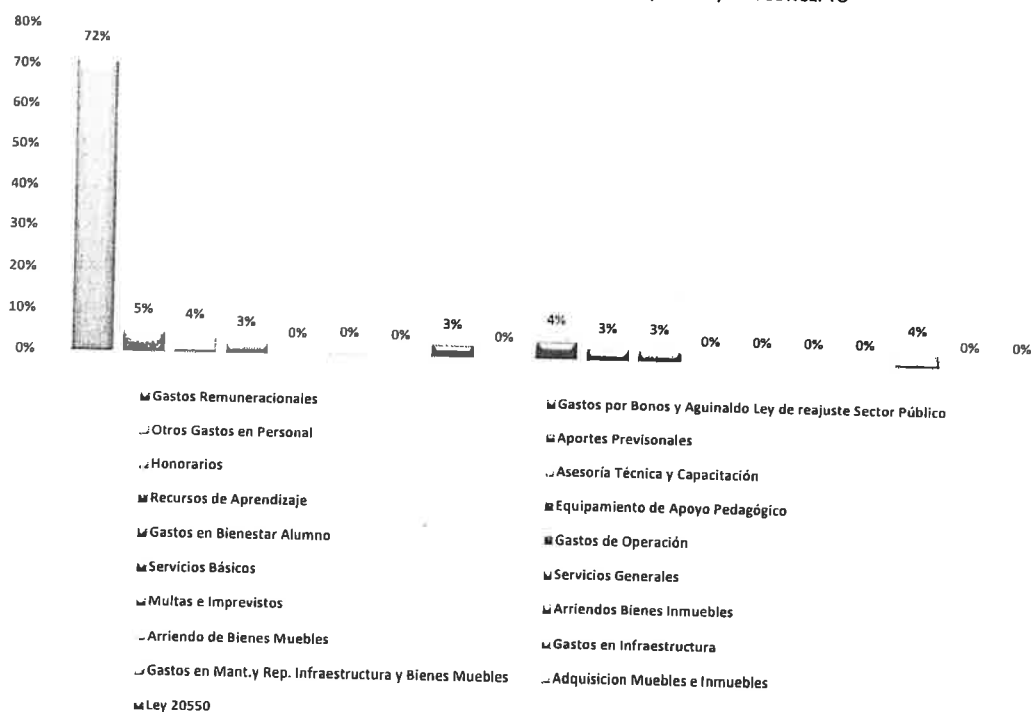 80%
70%
60%
50%
40%
30%
20%
10%
0%
72%
5%
4%
3%
0%
0%
0%
3%
0%
4%
3%
3%
0%
0%
0%
0%
4%
0%
0%
Gastos Remuneracionales
Gastos por Bonos y Aguinaldo Ley de reajuste Sector Público
Otros Gastos en Personal
Aportes Previsonales
Honorarios
Asesoría Técnica y Capacitación
Recursos de Aprendizaje
Equipamiento de Apoyo Pedagógico
Gastos en Bienestar Alumno
Gastos de Operación
Servicios Básicos
Servicios Generales
Multas e Imprevistos
Arriendos Bienes Inmuebles
Arriendo de Bienes Muebles
Gastos en Infraestructura
Gastos en Mant.y Rep. Infraestructura y Bienes Muebles
Adquisicion Muebles e Inmuebles
Ley 20550